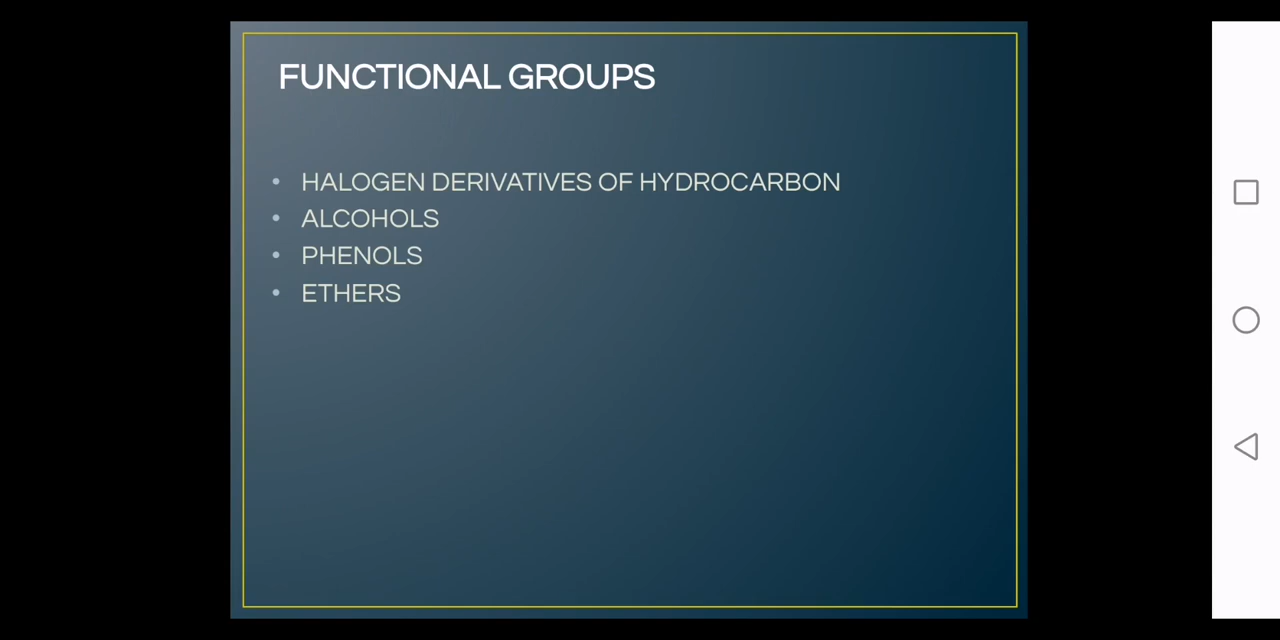 FUNCTIONAL GROUPS
• HALOGEN DERIVATIVES OF HYDROCARBON
• ALCOHOLS
• PHENOLS
• ETHERS